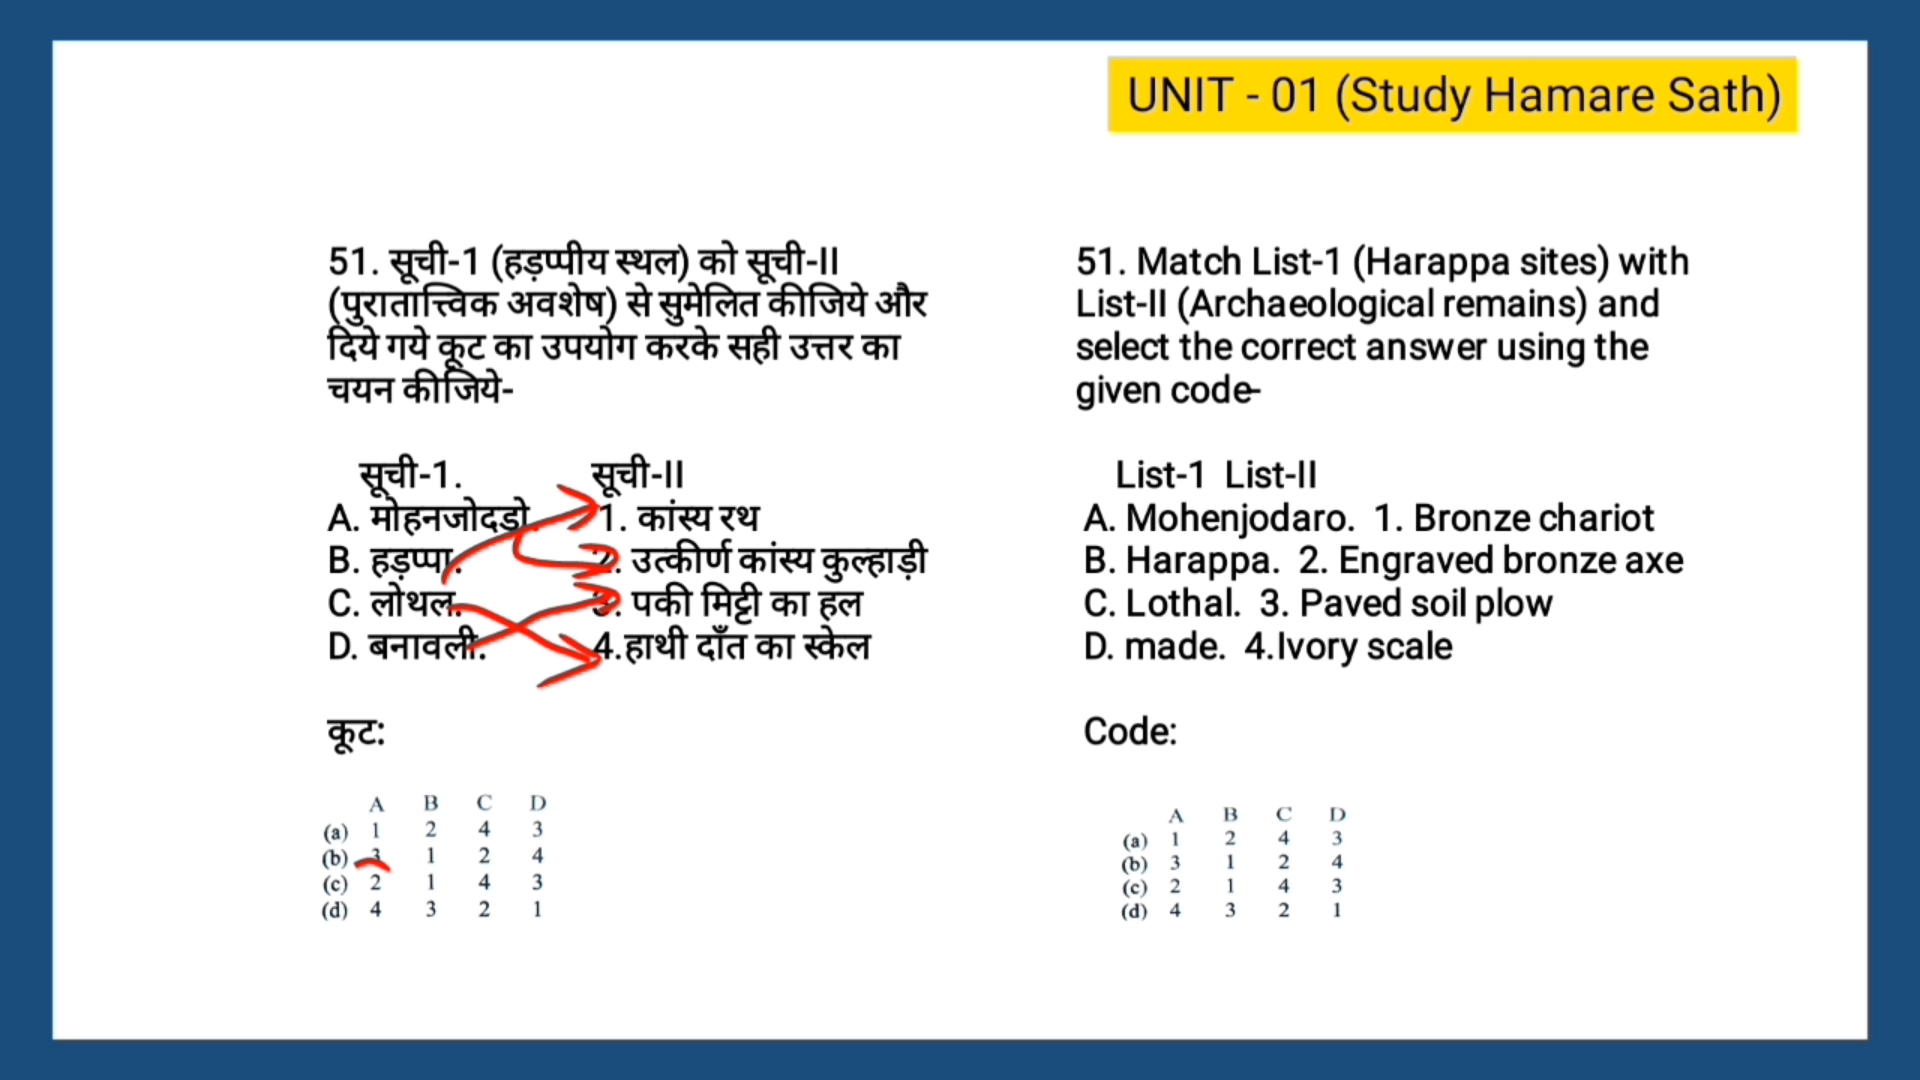 UNIT - 01 (Study Hamare Sath)
51. सूची-1 (हड़प्पीय स्थल) को सूची-II
(पुरातात्त्विक अवशेष) से सुमेलित कीजिये और
दिये गये कूट का उपयोग करके सही उत्तर का
चयन कीजिये-
सूची-1. सूची-II
A. मोहनजोदड़ो. 1. कांस्य रथ
B. हड़प्पा. 2. उत्कीर्ण कांस्य कुल्हाड़ी
C. लोथल. 3. पकी मिट्टी का हल
D. बनावली. 4.हाथी दाँत का स्केल
कूट:
A B C D
(a) 1 2 4 3
(b) 3 1 2 4
(c) 2 1 4 3
(d) 4 3 2 1
51. Match List-1 (Harappa sites) with
List-II (Archaeological remains) and
select the correct answer using the
given code-
List-1 List-II
A. Mohenjodaro. 1. Bronze chariot
B. Harappa. 2. Engraved bronze axe
C. Lothal. 3. Paved soil plow
D. made. 4.Ivory scale
Code:
A B C D
(a) 1 2 4 3
(b) 3 1 2 4
(c) 2 1 4 3
(d) 4 3 2 1